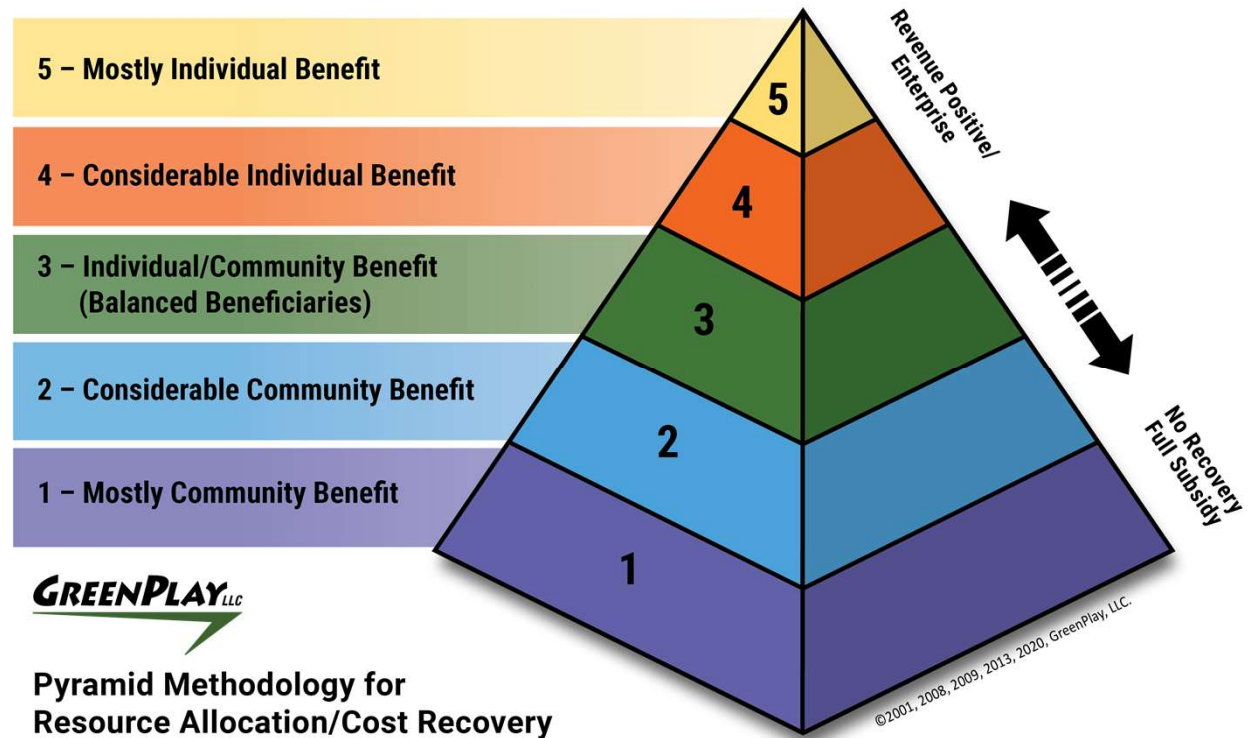 5 – Mostly Individual Benefit
4 – Considerable Individual Benefit
3 – Individual/Community Benefit
(Balanced Beneficiaries)
2 – Considerable Community Benefit
1 – Mostly Community Benefit
5
4
3
2
1
Revenue Positive/
Enterprise
No Recovery
Full Subsidy
GREENPLAY LLC
Pyramid Methodology for
Resource Allocation/Cost Recovery
©2001, 2008, 2009, 2013, 2020, GreenPlay, LLC.